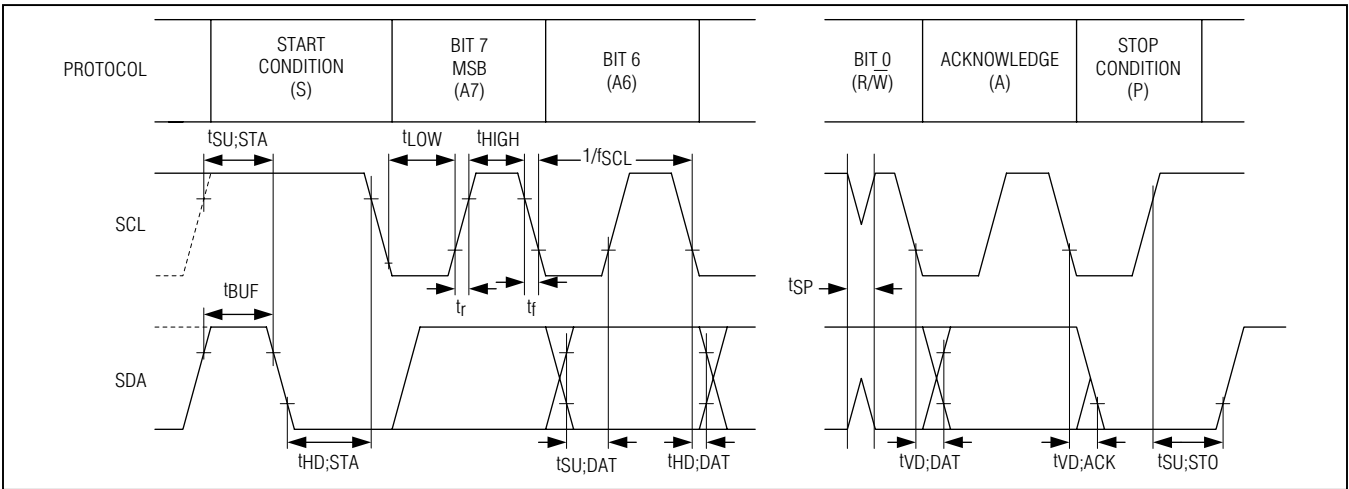 PROTOCOL
START
CONDITION
(S)
BIT 7
MSB
(A7)
BIT 6
(A6)
BIT 0
(R/W̅)
ACKNOWLEDGE
(A)
STOP
CONDITION
(P)
tSU;STA
tLOW
tHIGH
1/fSCL
SCL
tBUF
tr
tf
tSP
SDA
tHD;STA
tSU;DAT
tHD;DAT
tVD;DAT
tVD;ACK
tSU;STO